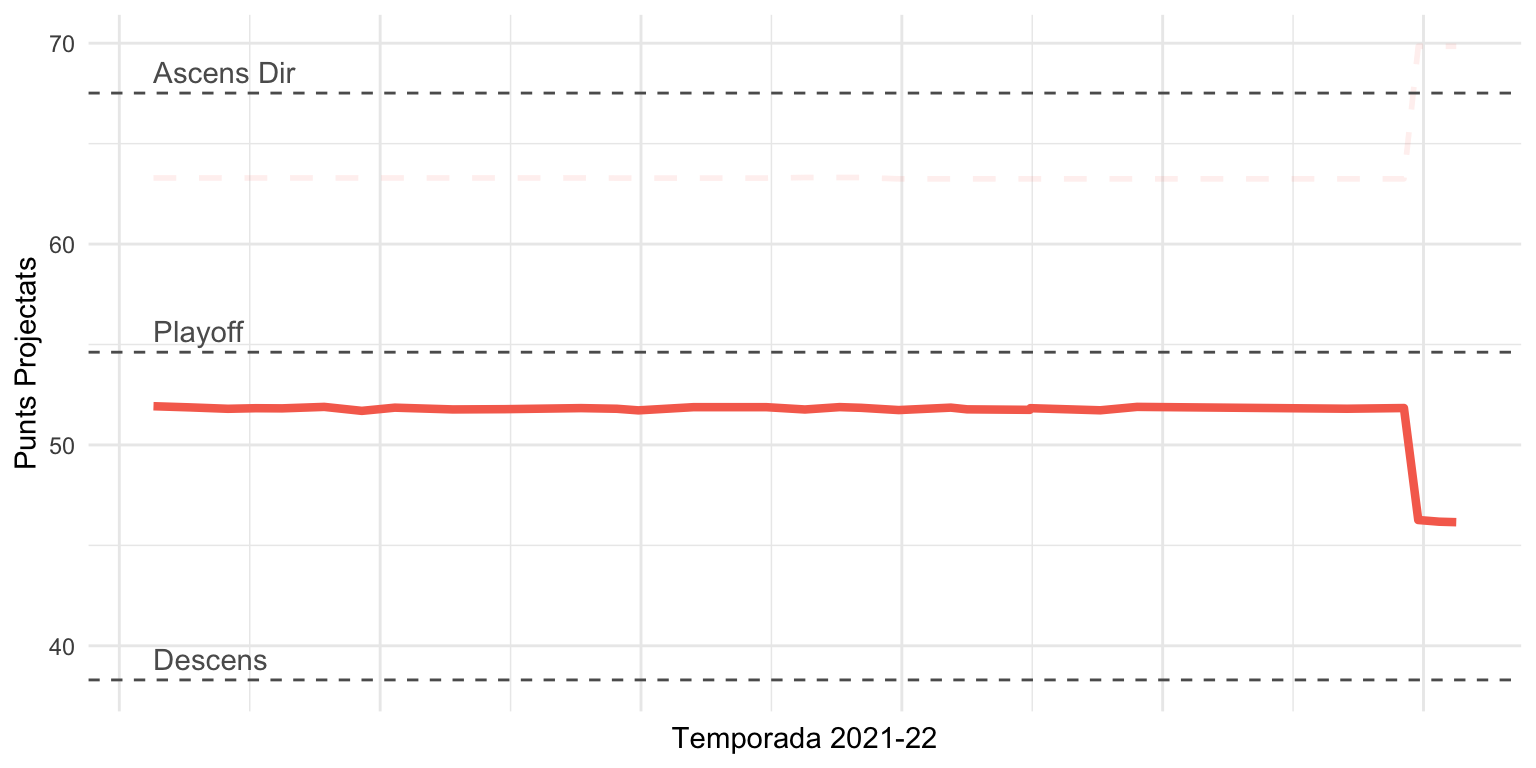 70
Ascens Dir
60
Playoff
50
40
Descens
Punts Projectats
Temporada 2021-22